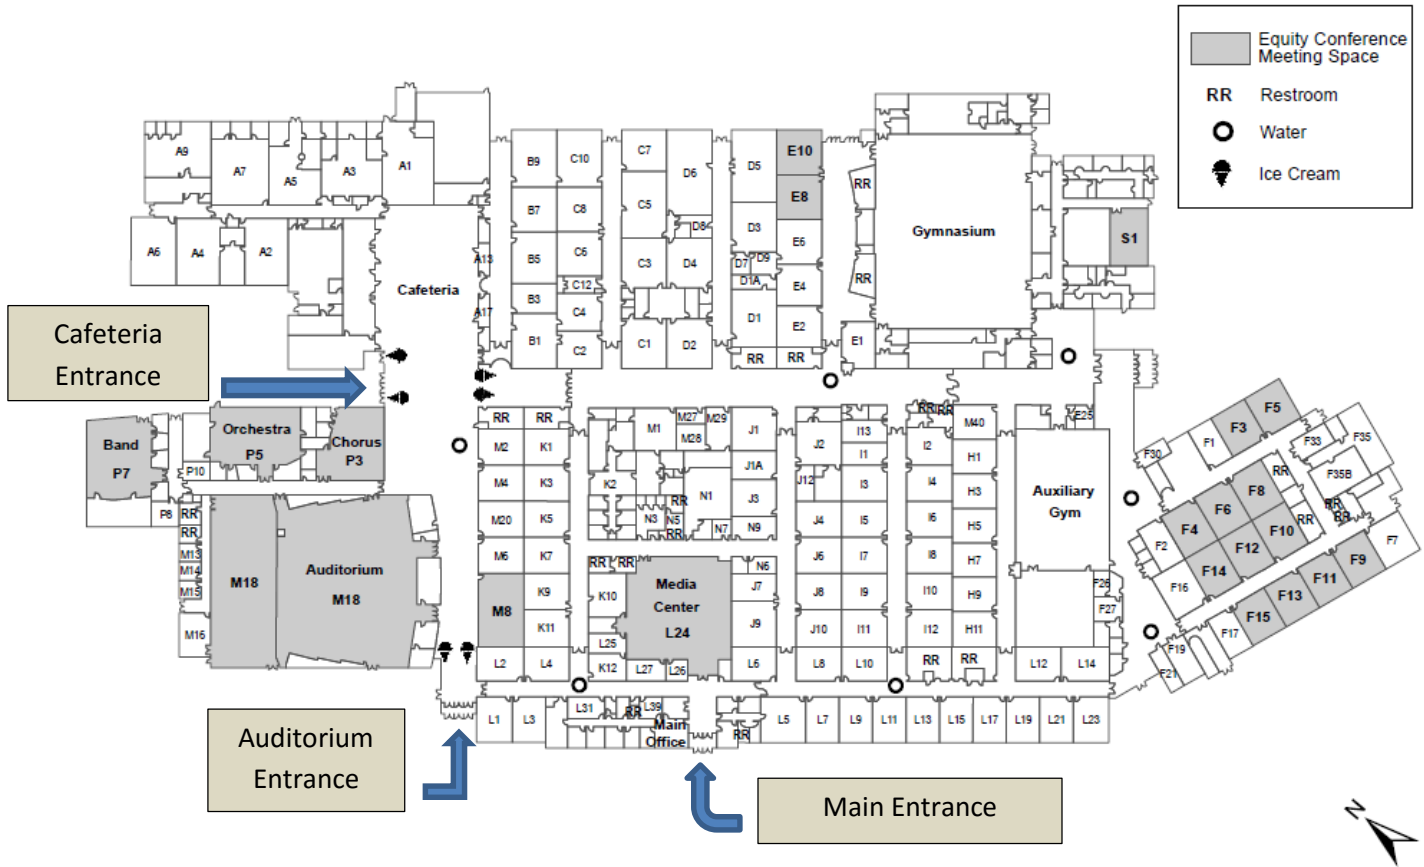 Equity Conference
Meeting Space
RR Restroom
Water
Ice Cream
A9
A7
A5
A3
A1
A6
A4
A2
A13
A17
Cafeteria
B9
B7
B5
B3
B1
C10
C8
C6
C12
C4
C2
C7
C5
C3
C1
D6
D8
D4
D2
D5
D3
D7
D9
D1A
D1
RR
RR
E10
E8
E6
E4
E2
E1
RR
RR
Gymnasium
S1
Cafeteria
Entrance
Band
P7
Orchestra
P5
Chorus
P3
P10
P8
RR
RR
M13
M14
M15
M16
M18
Auditorium
M18
RR
RR
M2
K1
M4
K3
M20
K5
M6
K7
M8
K9
K11
L2
L4
M1
M27
M28
M29
K2
N1
N3
N5
N7
RR
RR
J1
J1A
J3
N9
RR
RR
K10
L25
K12
L27
L26
Media
Center
L24
N6
J7
J9
L6
J2
J12
J4
J6
J8
J10
L8
I13
I1
I3
I5
I7
I9
I11
L10
RR
RR
I2
I4
I6
I8
I10
I12
RR
RR
M40
H1
H3
H5
H7
H9
H11
E25
Auxiliary
Gym
F26
F27
L12
L14
F30
F1
F3
F5
F33
F35
F35B
RR
RR
RR
RR
F2
F4
F6
F8
F16
F14
F12
F10
F7
F9
F11
F13
F15
F17
F19
F21
L1
L3
L31
RR
L39
Main
Office
RR
L5
L7
L9
L11
L13
L15
L17
L19
L21
L23
Auditorium
Entrance
Main Entrance
N